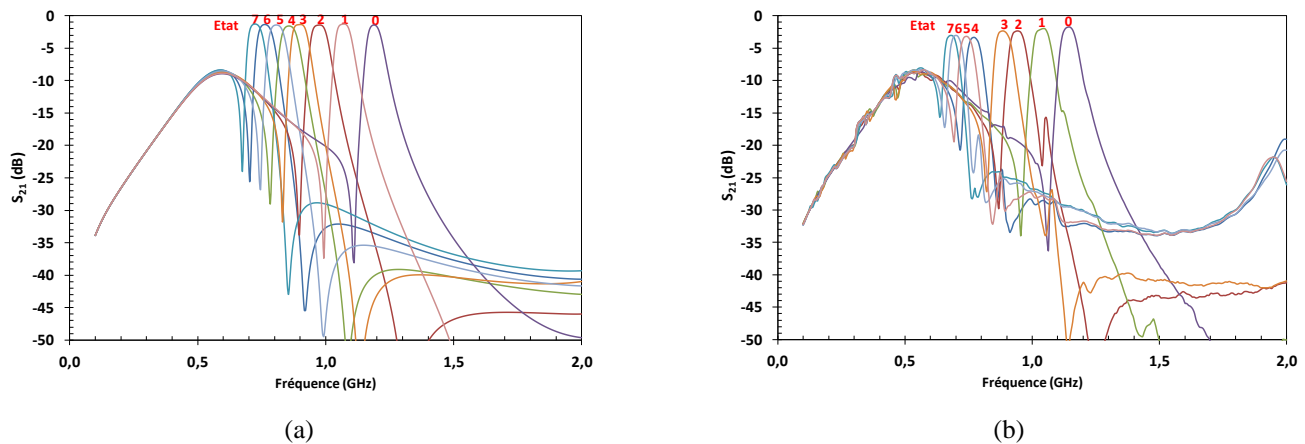 Etat 7 6 5 4 3 2 1 0
0
-5
-10
-15
-20
-25
-30
-35
-40
-45
-50
S21 (dB)
0,0 0,5 1,0 1,5 2,0
Fréquence (GHz)
(a)
Etat 7654 3 2 1 0
0
-5
-10
-15
-20
-25
-30
-35
-40
-45
-50
S21 (dB)
0,0 0,5 1,0 1,5 2,0
Fréquence (GHz)
(b)